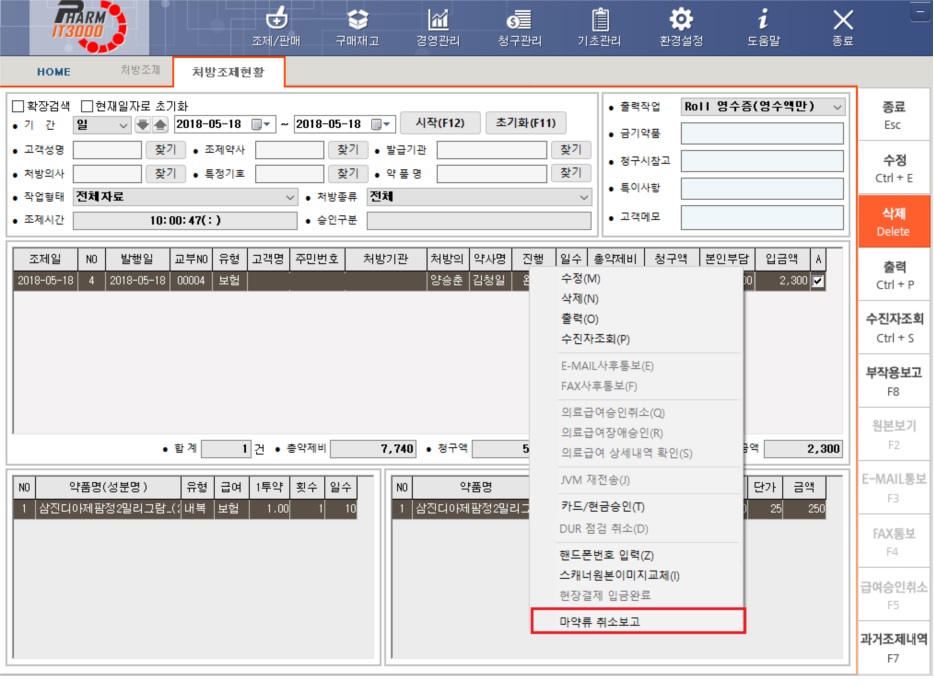 PHARM
IT3000
조제/판매 구매재고 경영관리 청구관리 기초관리 환경설정 도움말 종료
HOME 처방조제 처방조제현황
확장검색 현재일자로 초기화
• 기 간 일 2018-05-18 ~ 2018-05-18 시작(F12) 초기화(F11)
• 고객성명 찾기 • 조제약사 찾기 • 발급기관 찾기
• 처방의사 찾기 • 특정기호 찾기 • 약 품 명 찾기
• 작업형태 전체자료 • 처방종류 전체
• 조제시간 10:00:47(:) • 승인구분
• 출력작업 Roll 영수증(영수액만)
• 금기약품
• 청구시참고
• 특이사항
• 고객메모
조제일 NO 발행일 교부NO 유형 고객명 주민번호 처방기관 처방의 약사명 진행 일수 총약제비 청구액 본인부담 입금액 A
2018-05-18 4 2018-05-18 00004 보험 양승춘 김청일 2,300
• 합 계 1 건 • 총약제비 7,740 • 청구액 5 2,300
NO 약품명(성분명) 유형 급여 1투약 횟수 일수
1 삼진디아제팜정2밀리그람_(2 내복 보험 1.00 1 10
NO 약품명 단가 금액
1 삼진디아제팜정2밀리그 25 250
수정(M)
삭제(N)
출력(O)
수진자조회(P)
E-MAIL사후통보(E)
FAX사후통보(F)
의료급여승인취소(Q)
의료급여장애승인(R)
의료급여 상세내역 확인(S)
JVM 재전송(J)
카드/현금승인(T)
DUR 점검 취소(D)
핸드폰번호 입력(Z)
스캐너원본이미지교체(I)
현장결제 입금완료
마약류 취소보고
종료
Esc
수정
Ctrl + E
삭제
Delete
출력
Ctrl + P
수진자조회
Ctrl + S
부작용보고
F8
원본보기
F2
E-MAIL통보
F3
FAX통보
F4
급여승인취소
F5
과거조제내역
F7